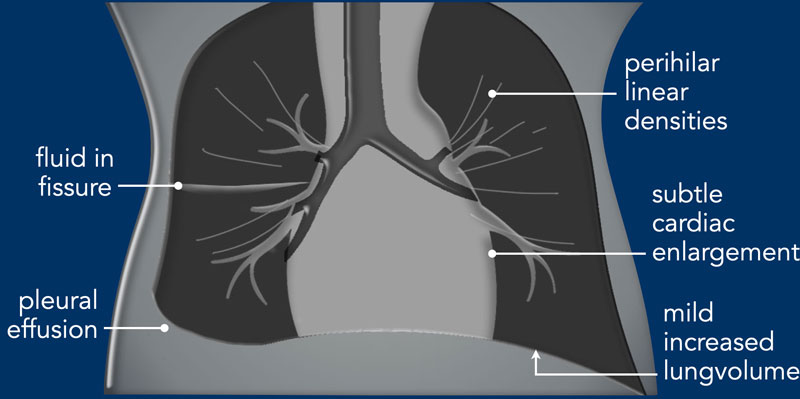 fluid in
fissure
pleural
effusion
perihilar
linear
densities
subtle
cardiac
enlargement
mild
increased
lungvolume